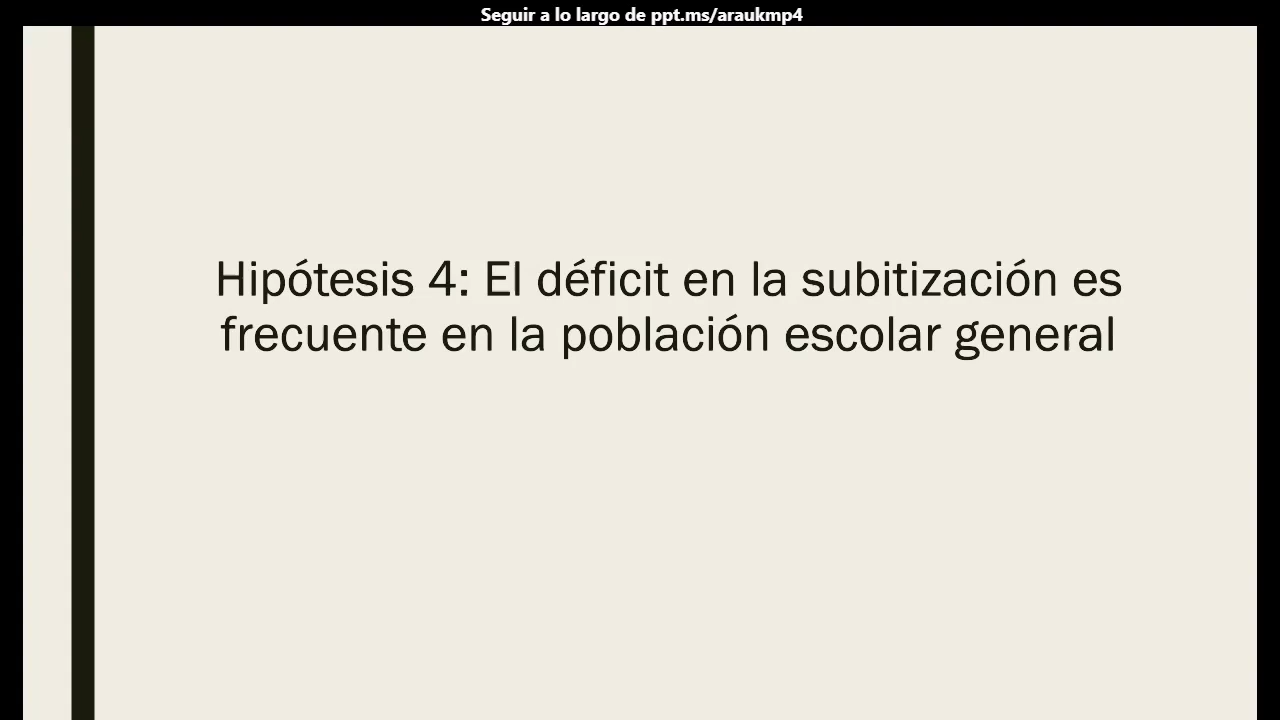 Seguir a lo largo de ppt.ms/araukmp4
Hipótesis 4: El déficit en la subitización es
frecuente en la población escolar general